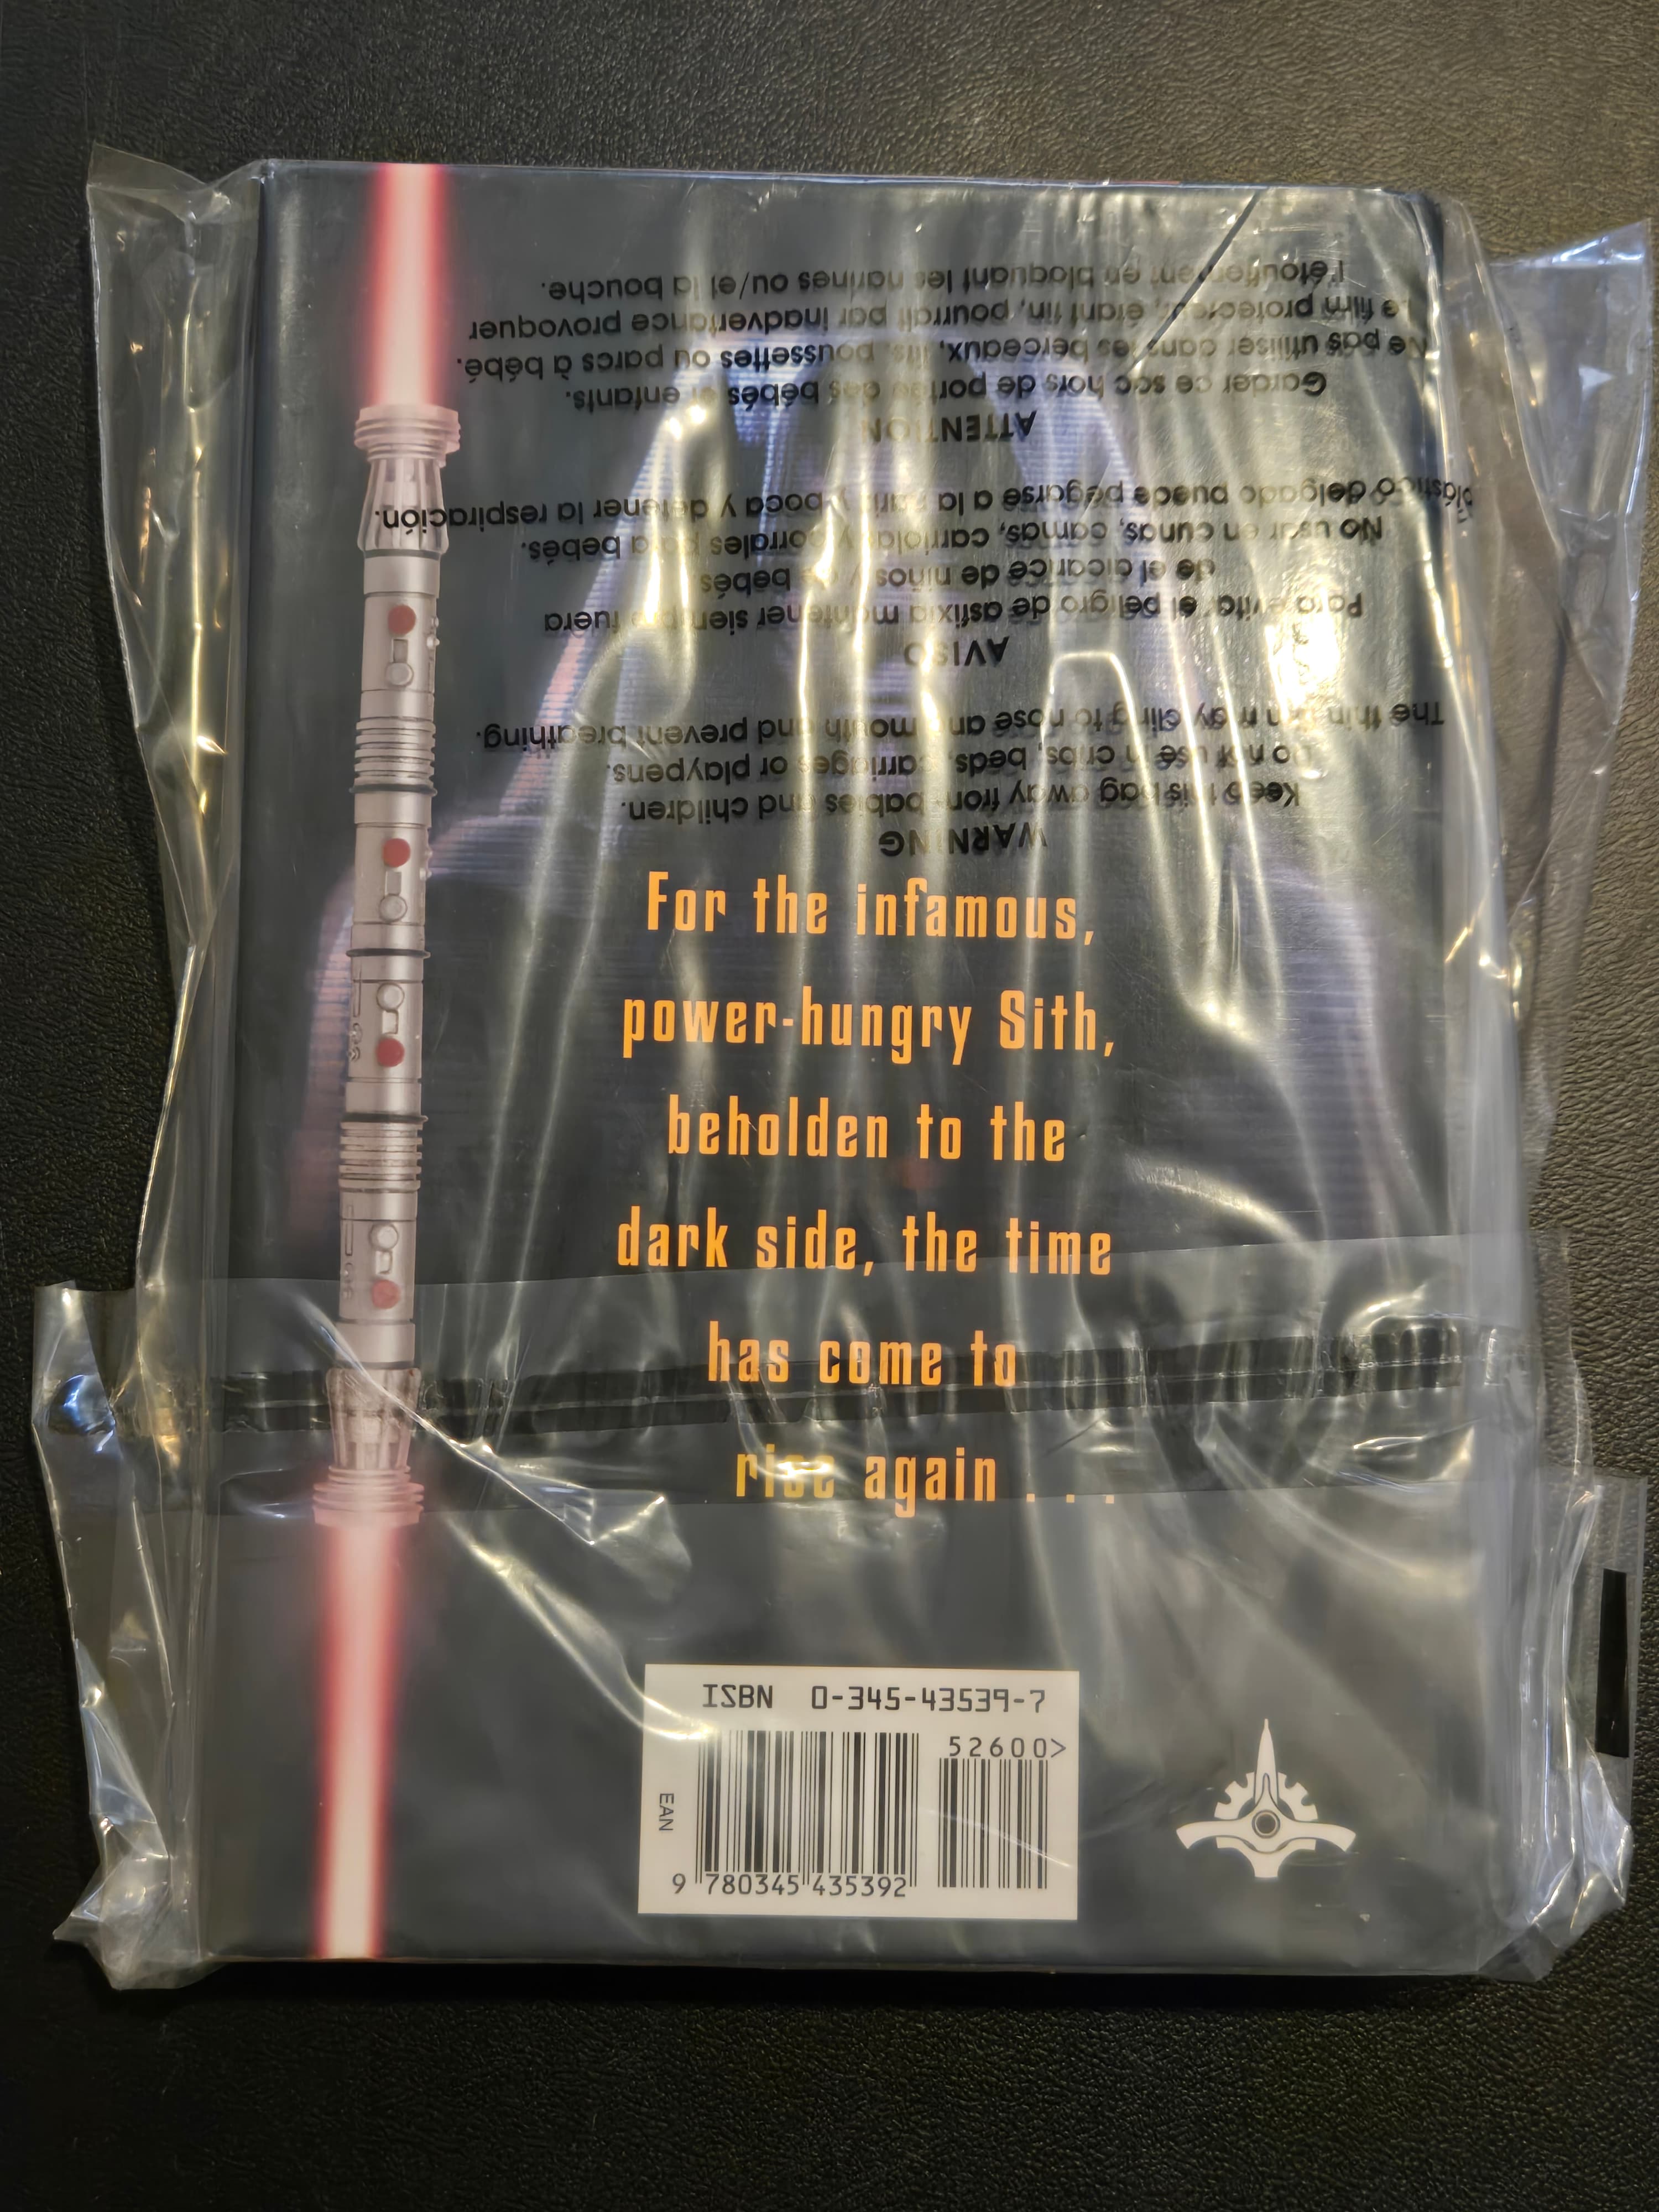 WARNING
Keep this bag away from babies and children.
Do not use in cribs, beds, carriages or playpens.
The thin film may cling to nose and mouth and prevent breathing.
AVISO
Para evitar el peligro de asfixia mantener siempre fuera
de el alcance de niños y de bebés.
No usar en cunas, camas, carriolas y corrales para bebés.
plástico delgado puede pegarse a la nariz y boca y detener la respiración.
ATTENTION
Garder ce sac hors de portée des bébés et enfants.
Ne pas utiliser dans les berceaux, lits, poussettes ou parcs à bébé.
Le film protecteur, étant fin, pourrait par inadvertance provoquer
l'étouffement en bloquant les narines ou/et la bouche.
For the infamous,
power-hungry Sith,
beholden to the
dark side, the time
has come to
rise again . . .
ISBN 0-345-43539-7
52600>
EAN
9 780345 435392